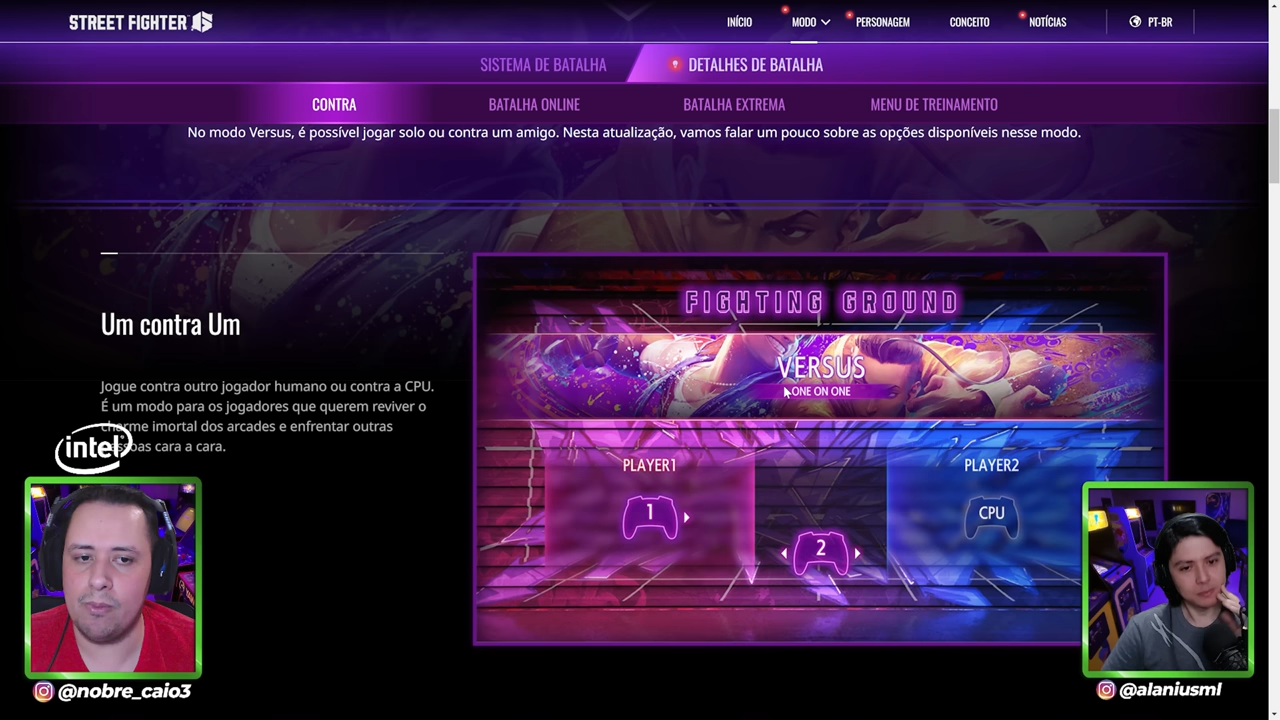 STREET FIGHTER 6
INÍCIO
MODO
PERSONAGEM
CONCEITO
NOTÍCIAS
PT-BR
SISTEMA DE BATALHA
DETALHES DE BATALHA
CONTRA
BATALHA ONLINE
BATALHA EXTREMA
MENU DE TREINAMENTO
No modo Versus, é possível jogar solo ou contra um amigo. Nesta atualização, vamos falar um pouco sobre as opções disponíveis nesse modo.
Um contra Um
Jogue contra outro jogador humano ou contra a CPU.
É um modo para os jogadores que querem reviver o
charme imortal dos arcades e enfrentar outras
pessoas cara a cara.
intel
FIGHTING GROUND
VERSUS
ONE ON ONE
PLAYER1
PLAYER2
1
CPU
2
@nobre_caio3
@alaniusml